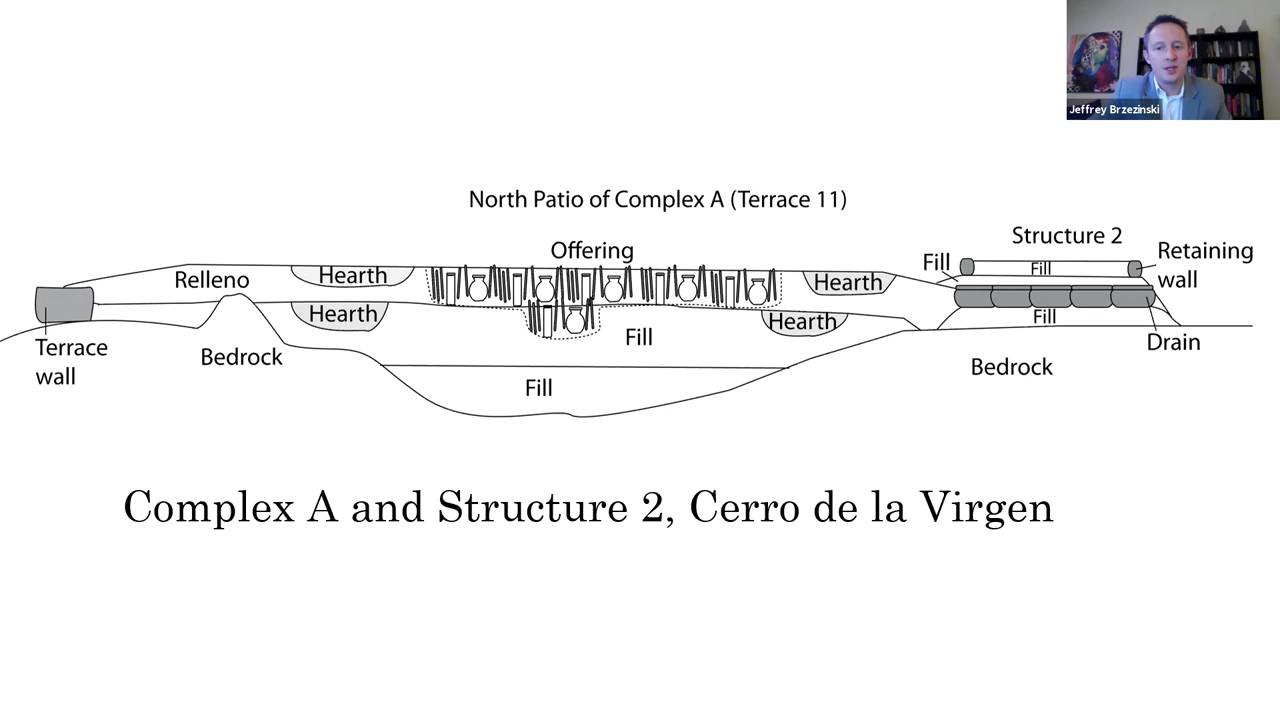 Jeffrey Brzezinski
North Patio of Complex A (Terrace 11)
Structure 2
Offering
Fill
Fill
Retaining
wall
Relleno
Hearth
Hearth
Hearth
Hearth
Fill
Fill
Drain
Terrace
wall
Bedrock
Bedrock
Fill
Complex A and Structure 2, Cerro de la Virgen